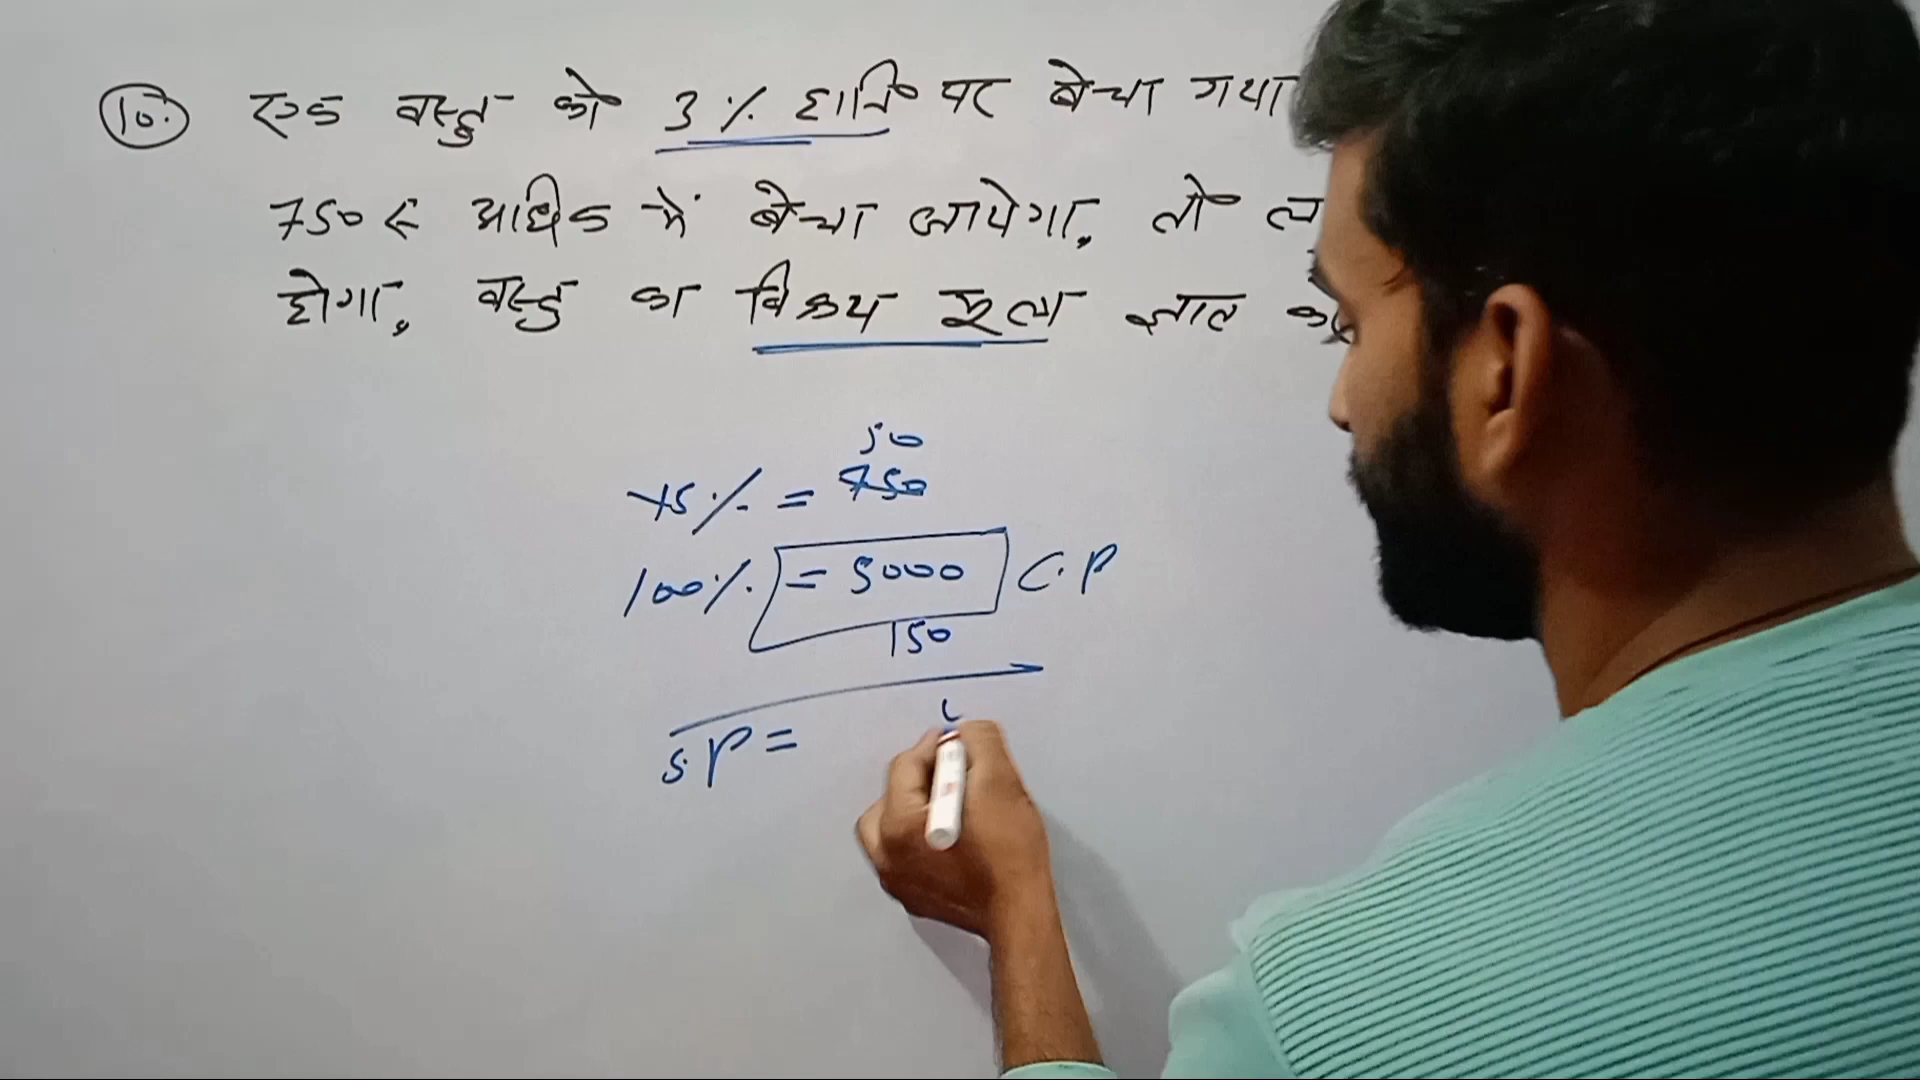 10. एक वस्तु को 3% हानि पर बेचा गया
750 रु अधिक में बेचा जायेगा, तो
होगा, वस्तु का विक्रय मूल्य ज्ञात
50
15% = 750
100% = 5000 C.P
150
S.P =